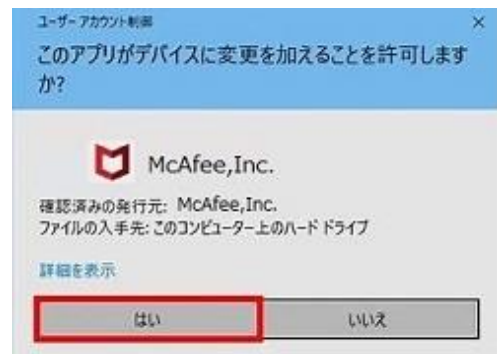 ユーザー アカウント制御
このアプリがデバイスに変更を加えることを許可します
か?
McAfee,Inc.
確認済みの発行元: McAfee,Inc.
ファイルの入手先: このコンピューター上のハード ドライブ
詳細を表示
はい いいえ